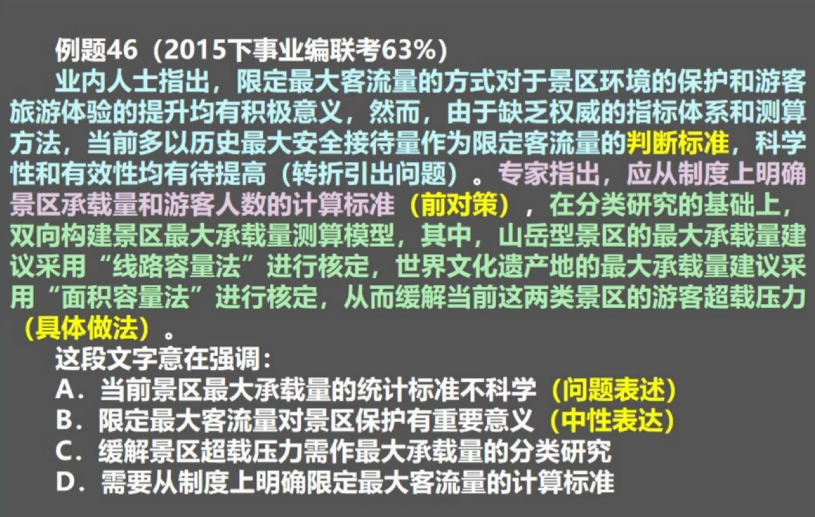 例题46（2015下事业编联考63%）
业内人士指出，限定最大客流量的方式对于景区环境的保护和游客
旅游体验的提升均有积极意义，然而，由于缺乏权威的指标体系和测算
方法，当前多以历史最大安全接待量作为限定客流量的判断标准，科学
性和有效性均有待提高（转折引出问题）。专家指出，应从制度上明确
景区承载量和游客人数的计算标准（前对策），在分类研究的基础上，
双向构建景区最大承载量测算模型，其中，山岳型景区的最大承载量建
议采用“线路容量法”进行核定，世界文化遗产地的最大承载量建议采
用“面积容量法”进行核定，从而缓解当前这两类景区的游客超载压力
（具体做法）。
这段文字意在强调：
A．当前景区最大承载量的统计标准不科学（问题表述）
B．限定最大客流量对景区保护有重要意义（中性表达）
C．缓解景区超载压力需作最大承载量的分类研究
D．需要从制度上明确限定最大客流量的计算标准